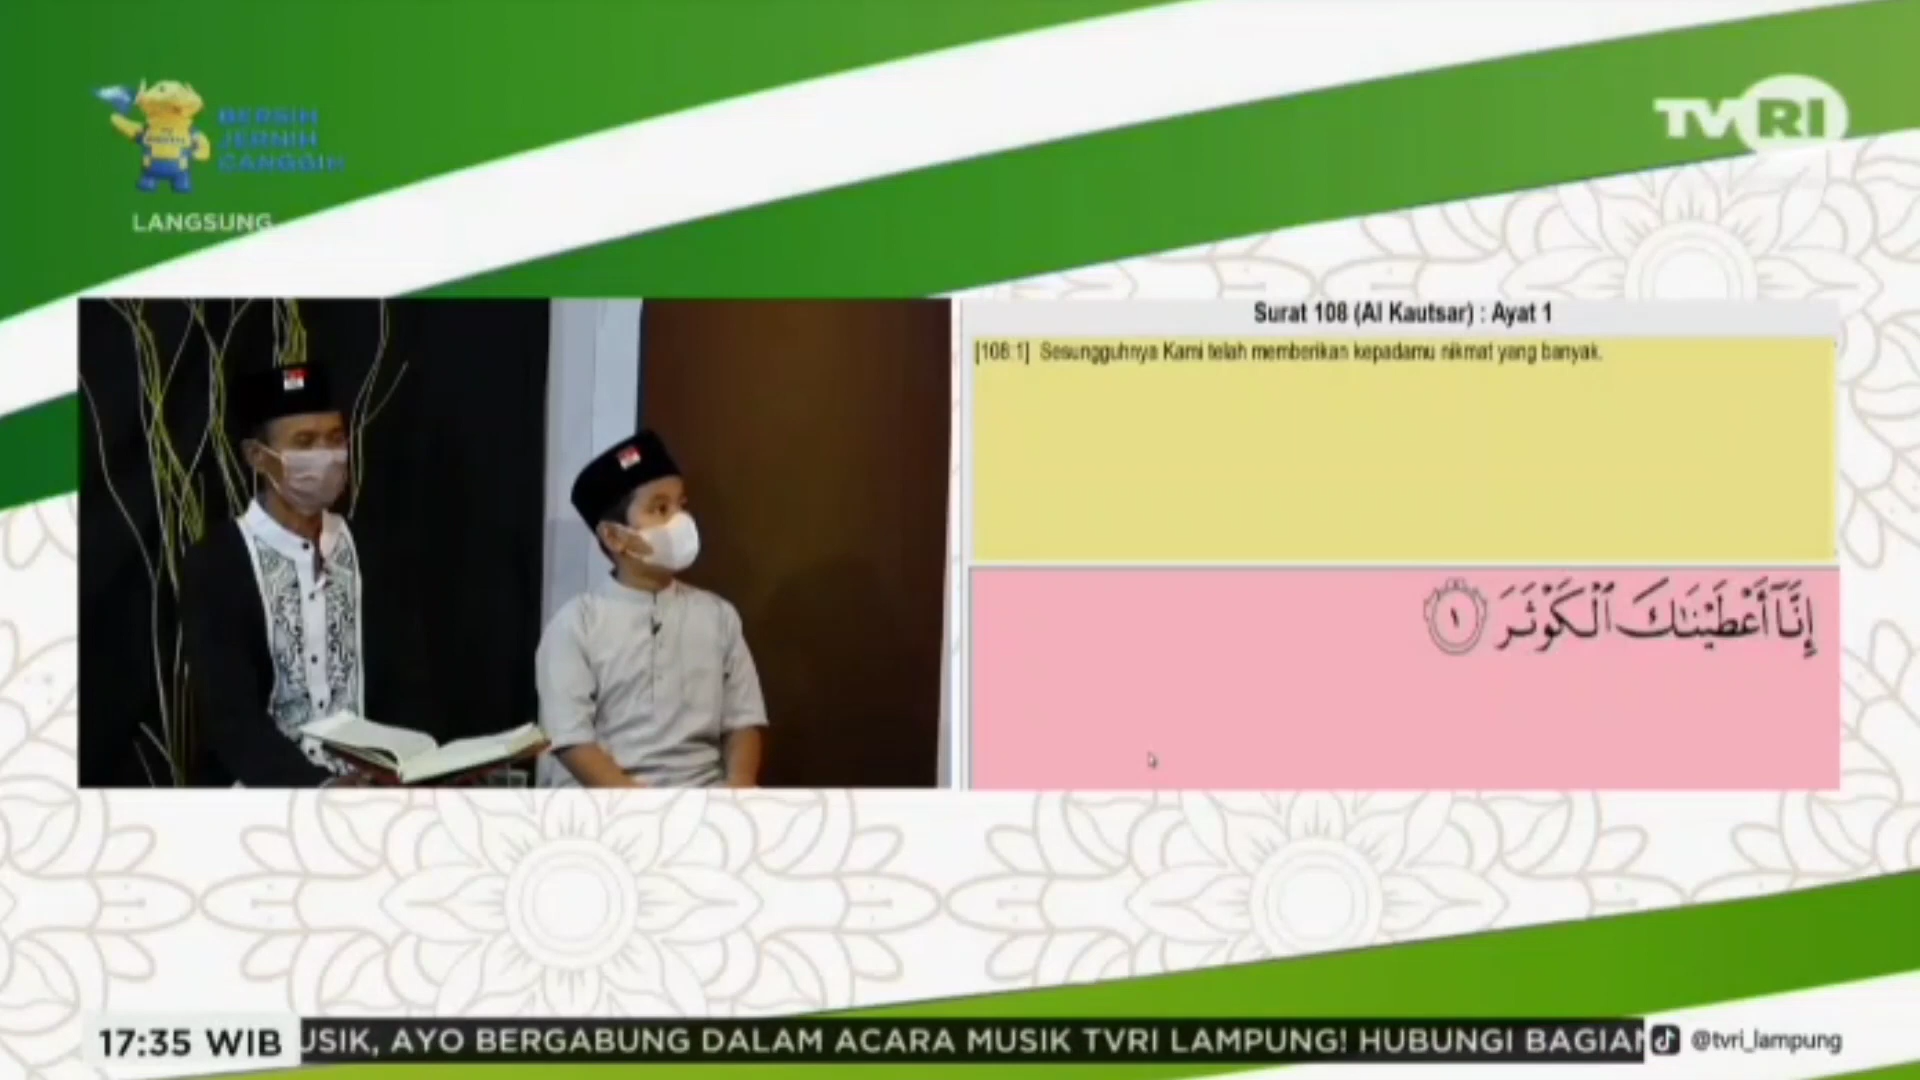 BERSIH
JERNIH
CANGGIH
LANGSUNG
TVRI
Surat 108 (Al Kautsar) : Ayat 1
[108:1] Sesungguhnya Kami telah memberikan kepadamu nikmat yang banyak.
إِنَّآ أَعْطَيْنَٰكَ ٱلْكَوْثَرَ ١
17:35 WIB
USIK, AYO BERGABUNG DALAM ACARA MUSIK TVRI LAMPUNG! HUBUNGI BAGIAN
@tvri_lampung